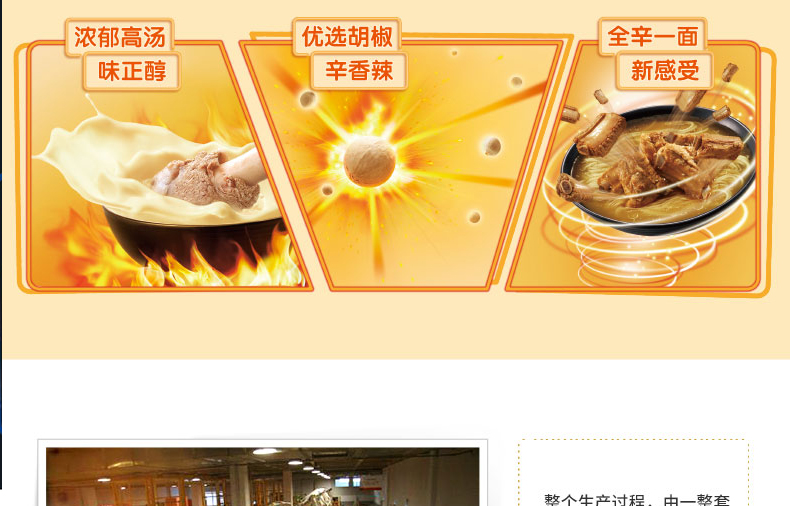 浓郁高汤
味正醇
优选胡椒
辛香辣
全辛一面
新感受
整个生产过程，由一整套